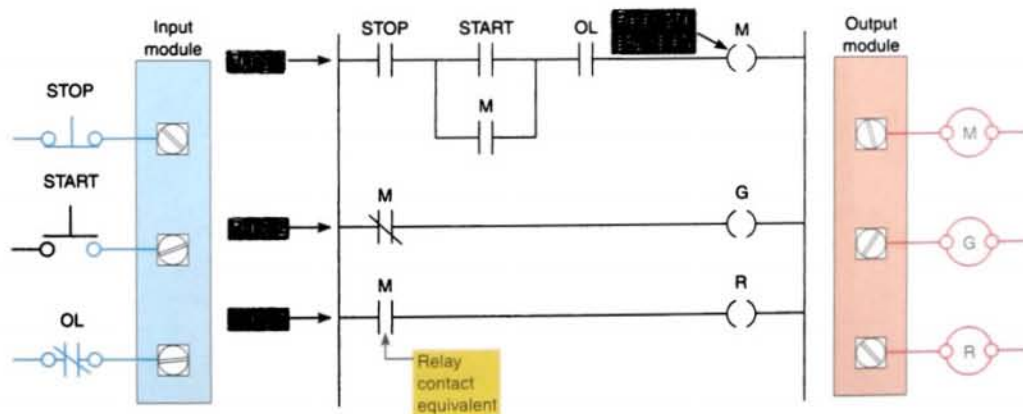 Input
module
STOP
START
OL
STOP
START
OL
M
M
M
G
M
R
Relay
contact
equivalent
Output
module
M
G
R